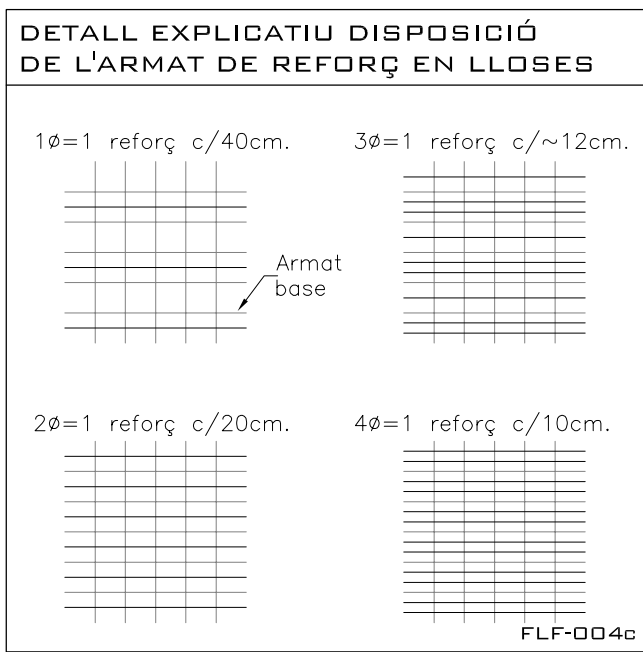 DETALL EXPLICATIU DISPOSICIÓ
DE L'ARMAT DE REFORÇ EN LLOSES
1ø=1 reforç c/40cm.
3ø=1 reforç c/~12cm.
Armat
base
2ø=1 reforç c/20cm.
4ø=1 reforç c/10cm.
FLF-004c